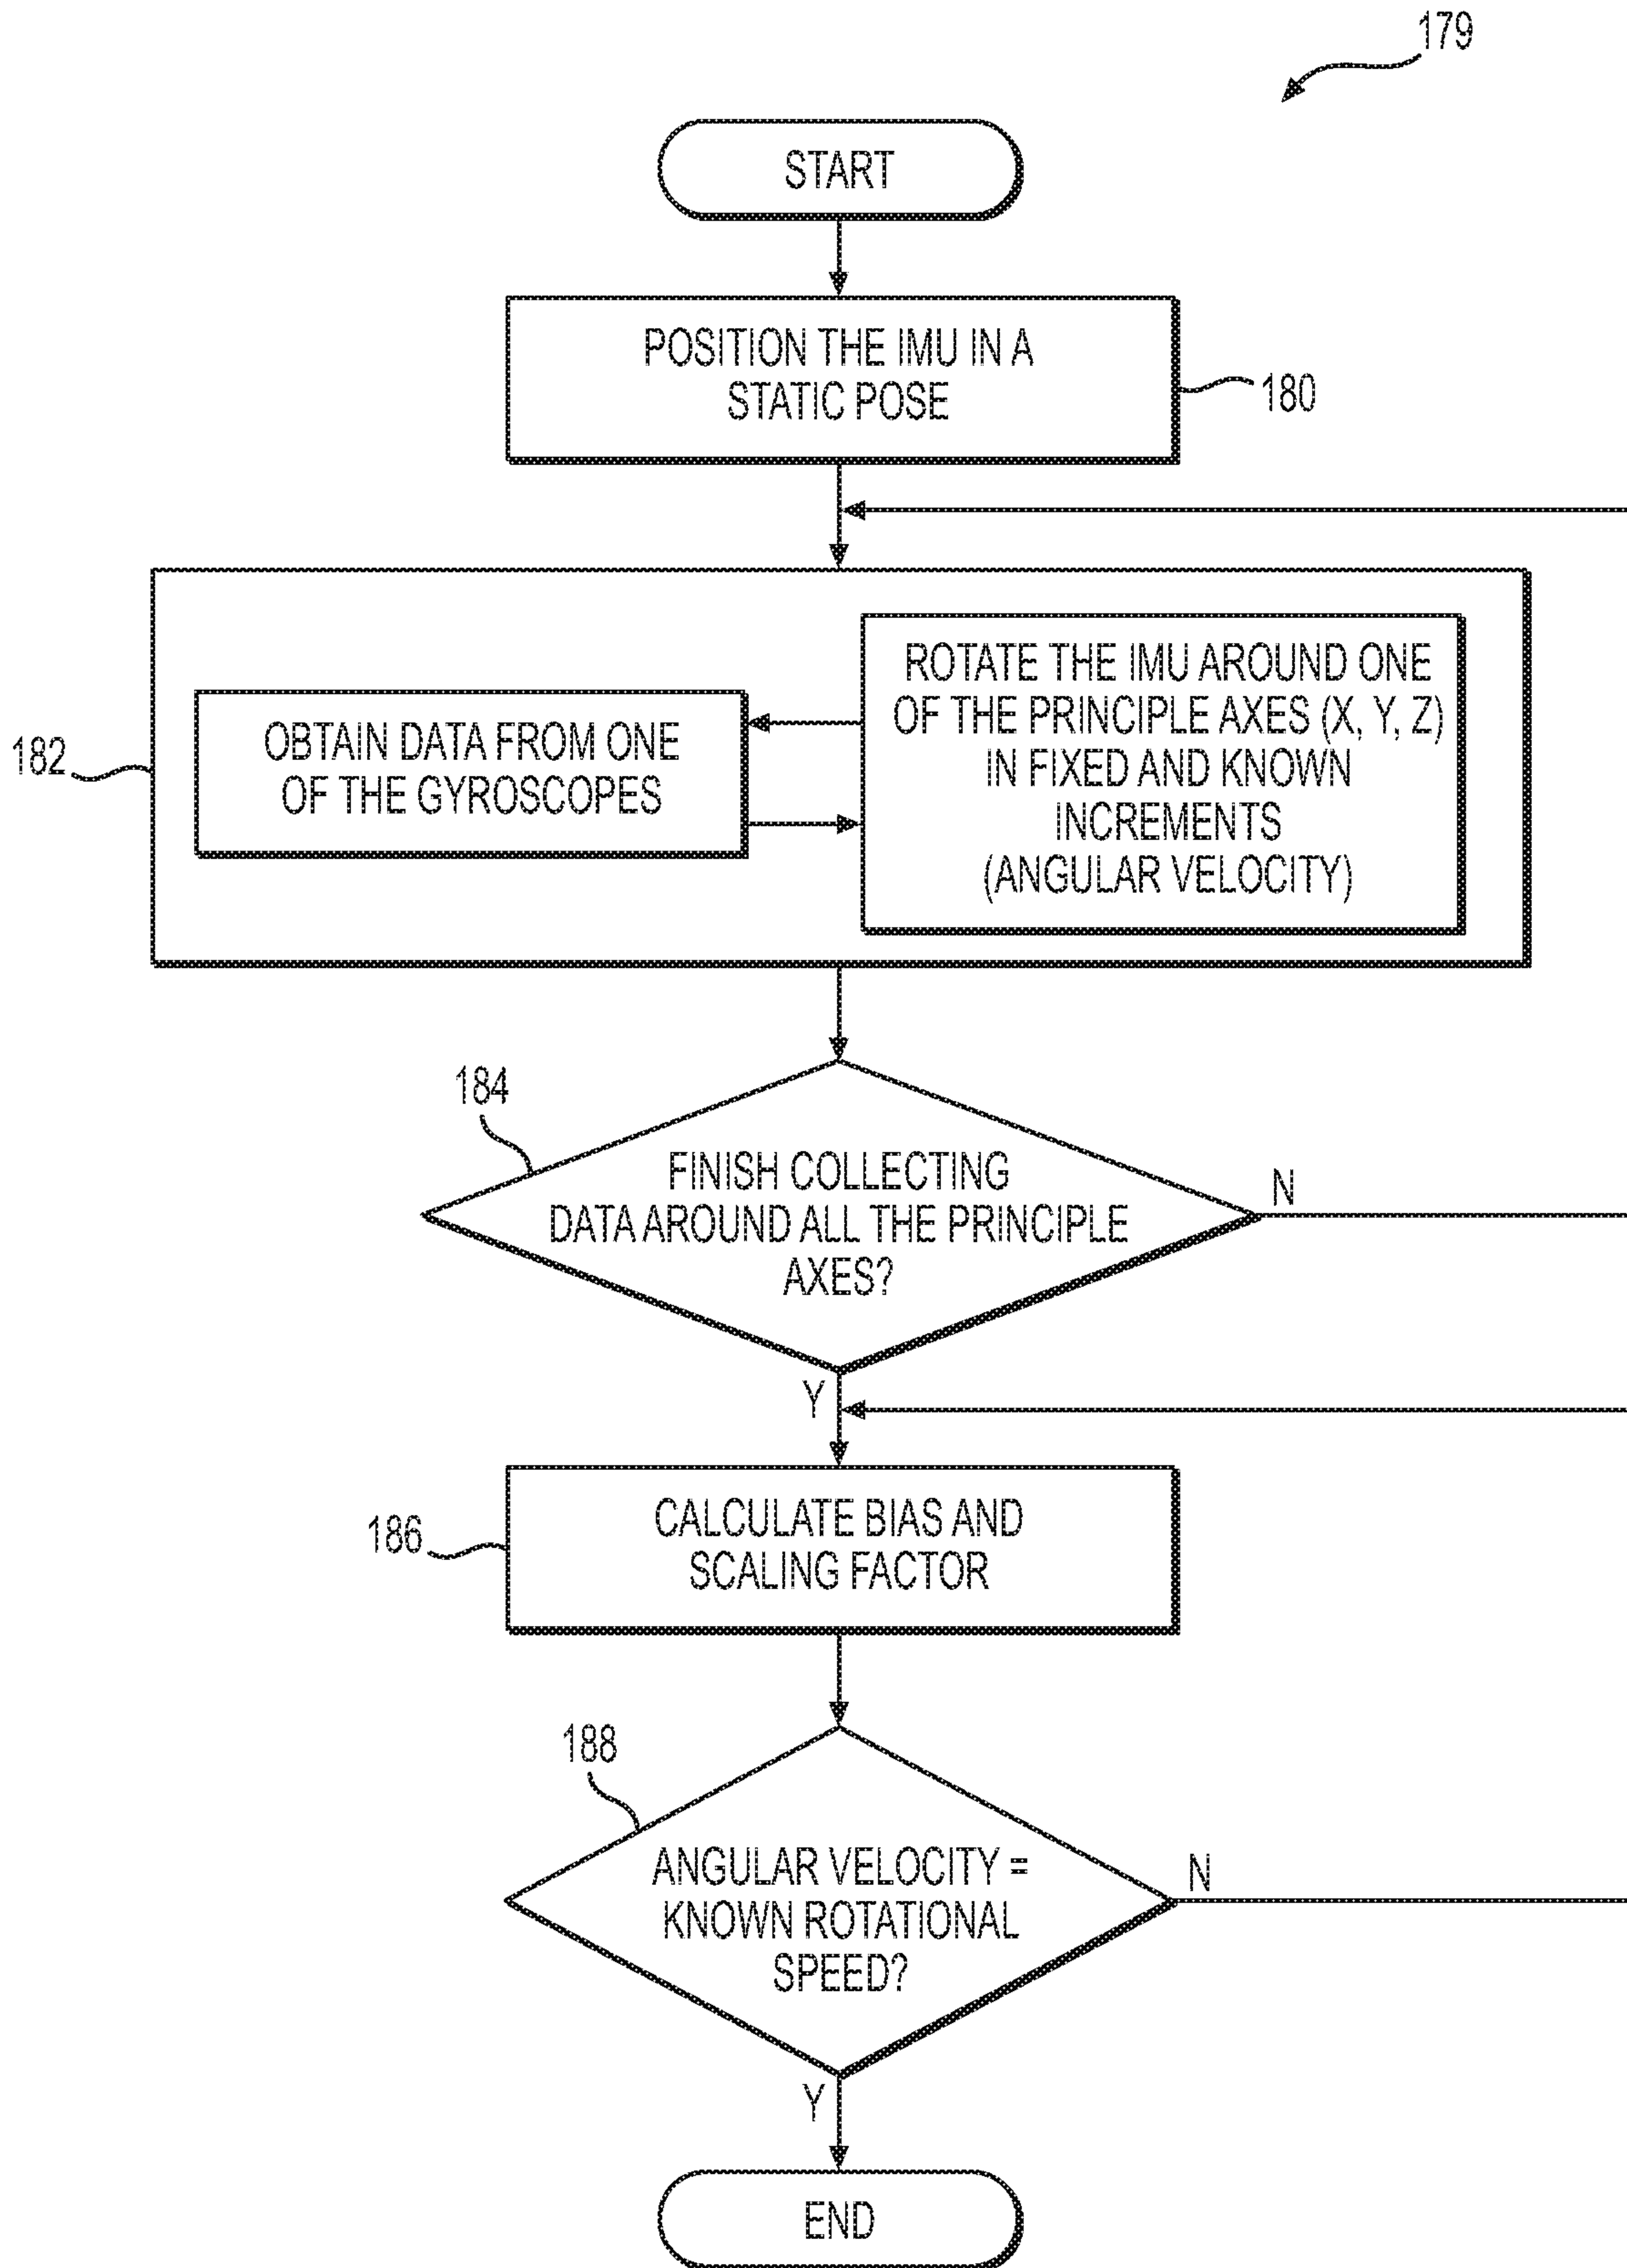 179
START
POSITION THE IMU IN A
STATIC POSE
180
182
OBTAIN DATA FROM ONE
OF THE GYROSCOPES
ROTATE THE IMU AROUND ONE
OF THE PRINCIPLE AXES (X, Y, Z)
IN FIXED AND KNOWN
INCREMENTS
(ANGULAR VELOCITY)
184
FINISH COLLECTING
DATA AROUND ALL THE PRINCIPLE
AXES?
N
Y
186
CALCULATE BIAS AND
SCALING FACTOR
188
ANGULAR VELOCITY =
KNOWN ROTATIONAL
SPEED?
N
Y
END